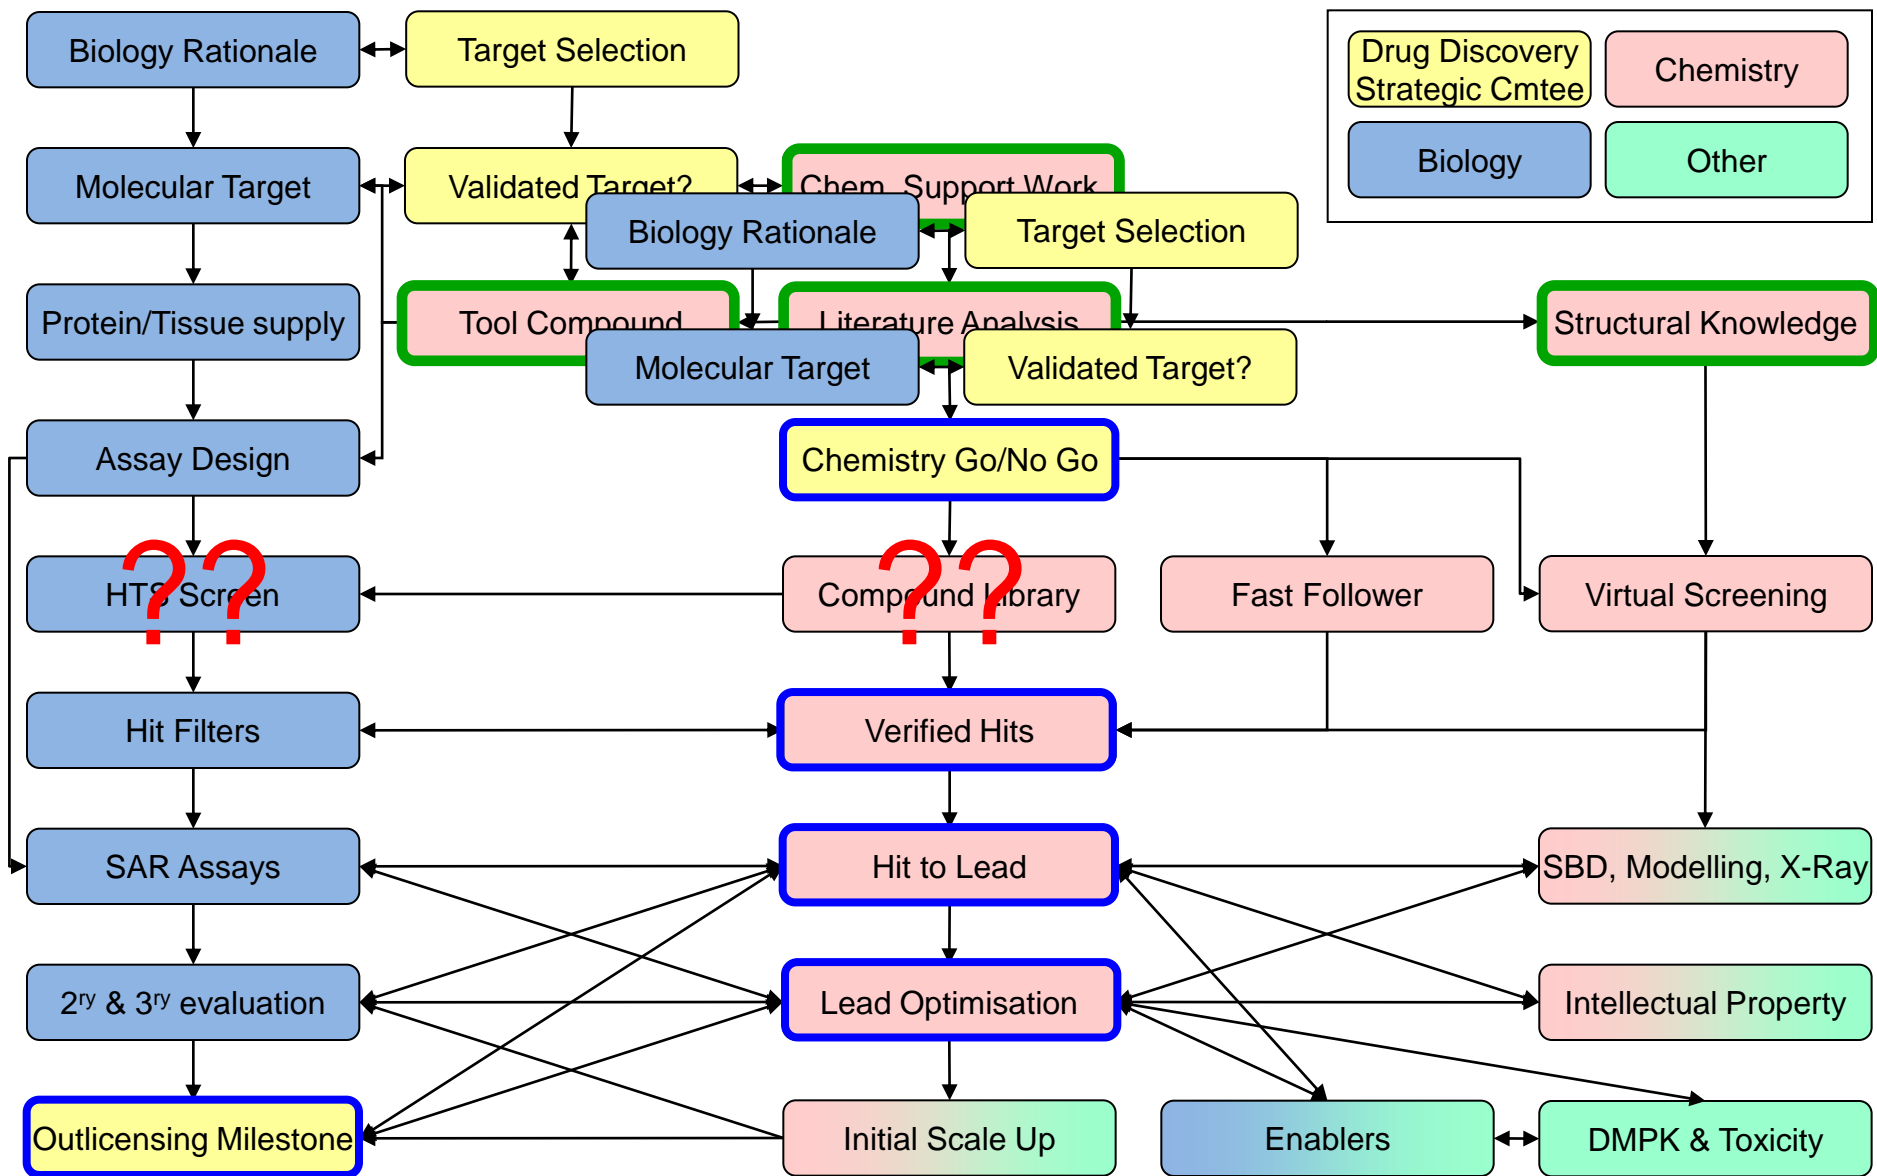 Biology Rationale
Target Selection
Drug Discovery
Strategic Cmtee
Chemistry
Biology
Other
Molecular Target
Validated Target?
Chem. Support Work
Biology Rationale
Target Selection
Protein/Tissue supply
Tool Compound
Literature Analysis
Structural Knowledge
Molecular Target
Validated Target?
Assay Design
Chemistry Go/No Go
HTS Screen
??
Compound Library
??
Fast Follower
Virtual Screening
Hit Filters
Verified Hits
SAR Assays
Hit to Lead
SBD, Modelling, X-Ray
2ry & 3ry evaluation
Lead Optimisation
Intellectual Property
Outlicensing Milestone
Initial Scale Up
Enablers
DMPK & Toxicity